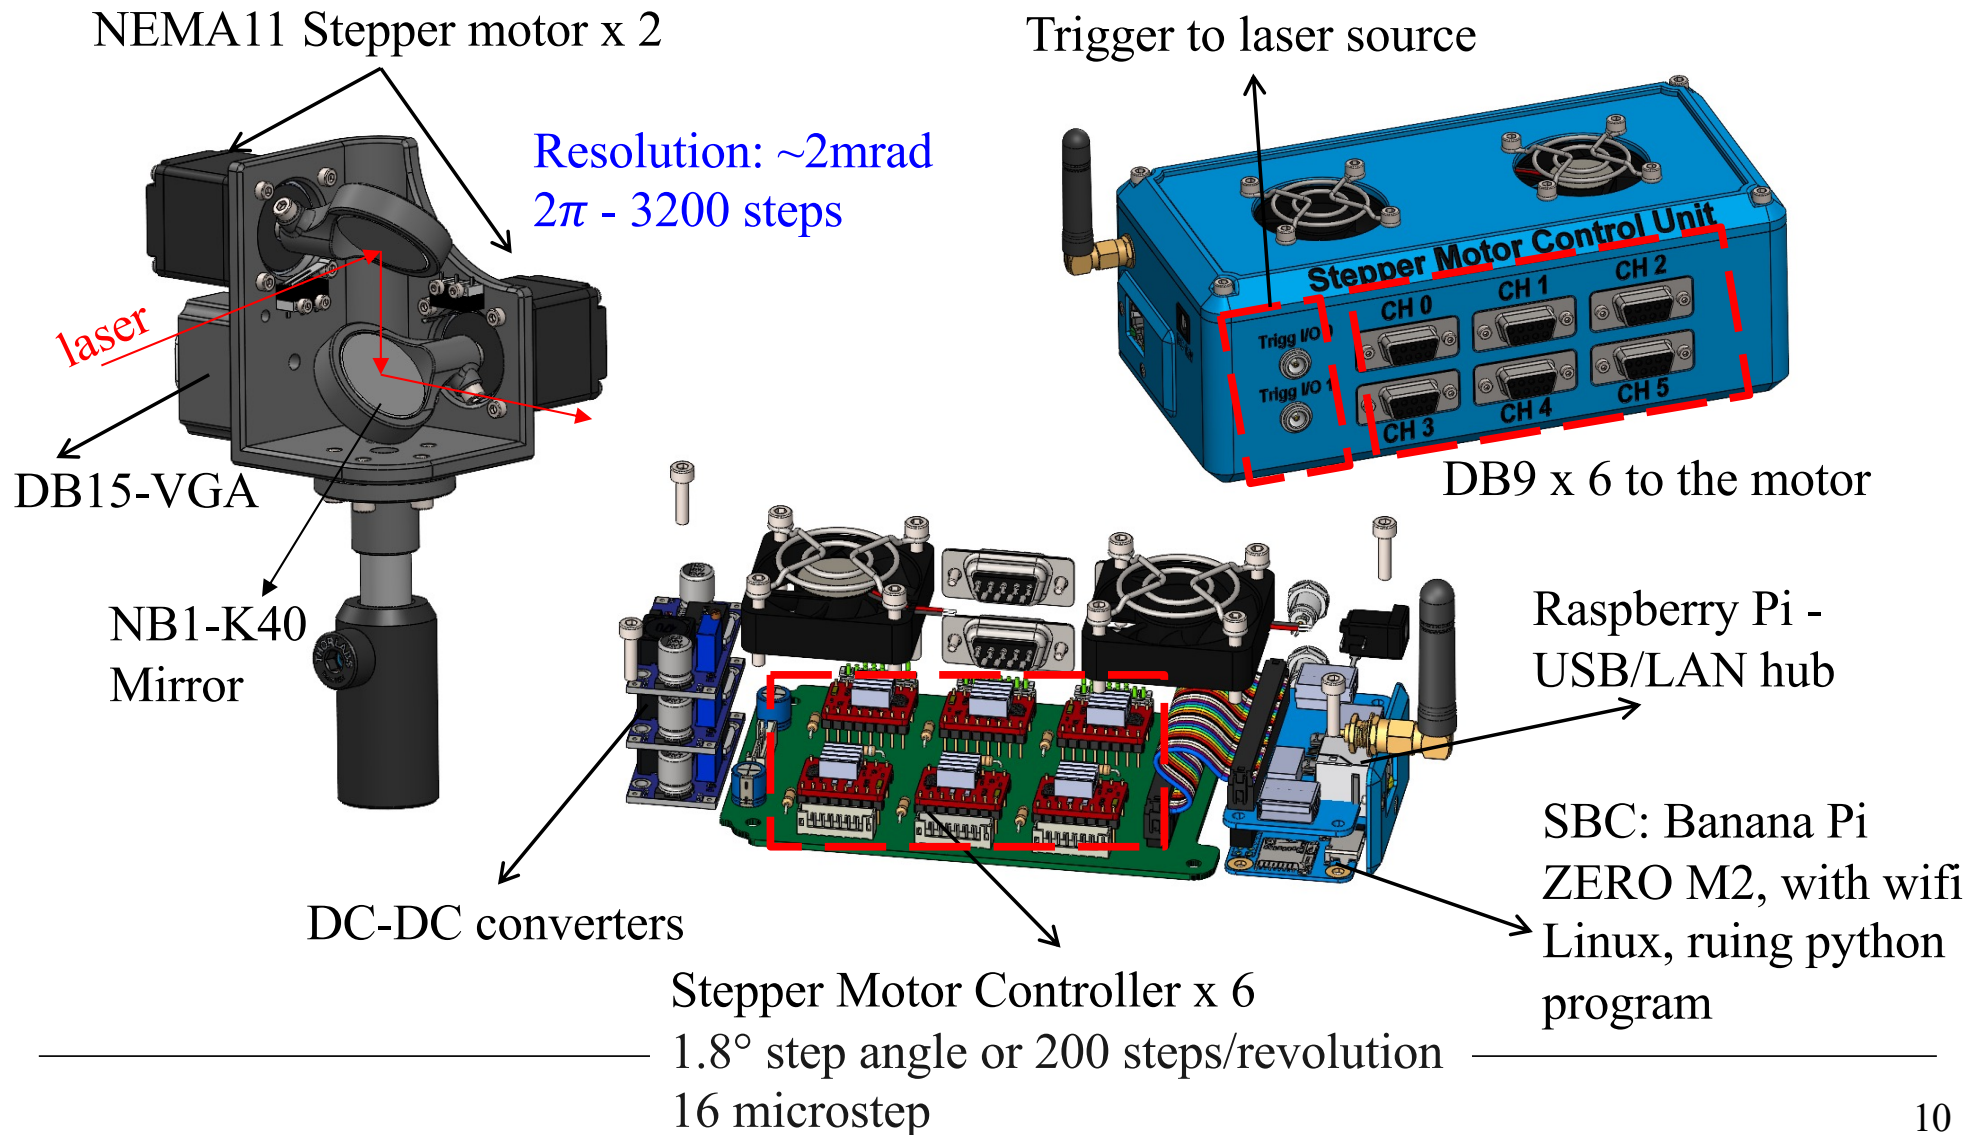 NEMA11 Stepper motor x 2
Trigger to laser source
Resolution: ~2mrad
2π - 3200 steps
laser
Stepper Motor Control Unit
Trigg I/O 0
Trigg I/O 1
CH 0
CH 1
CH 2
CH 3
CH 4
CH 5
DB15-VGA
DB9 x 6 to the motor
NB1-K40
Mirror
THORLABS
Raspberry Pi -
USB/LAN hub
SBC: Banana Pi
ZERO M2, with wifi
Linux, ruing python
program
DC-DC converters
Stepper Motor Controller x 6
1.8° step angle or 200 steps/revolution
16 microstep
10